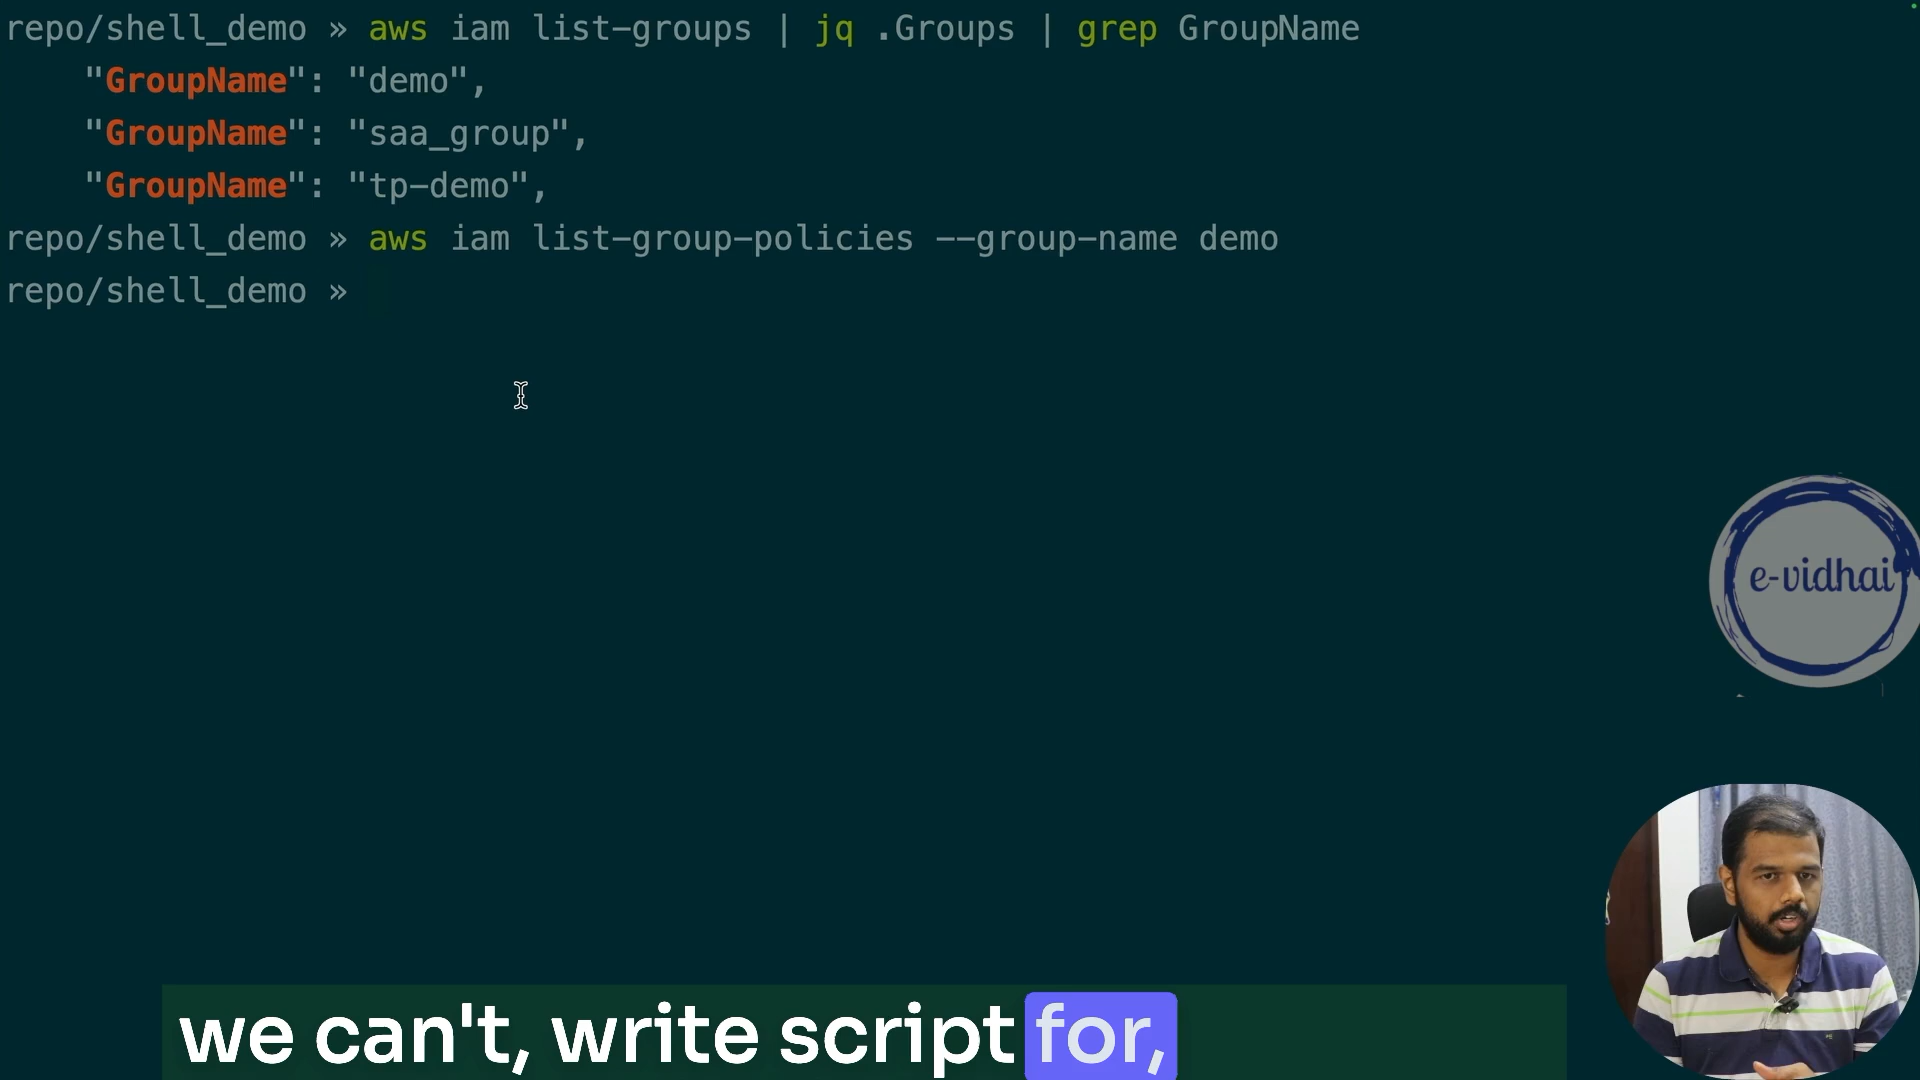 repo/shell_demo » aws iam list-groups | jq .Groups | grep GroupName
"GroupName": "demo",
"GroupName": "saa_group",
"GroupName": "tp-demo",
repo/shell_demo » aws iam list-group-policies --group-name demo
repo/shell_demo »
e-vidhai
we can't, write script for,